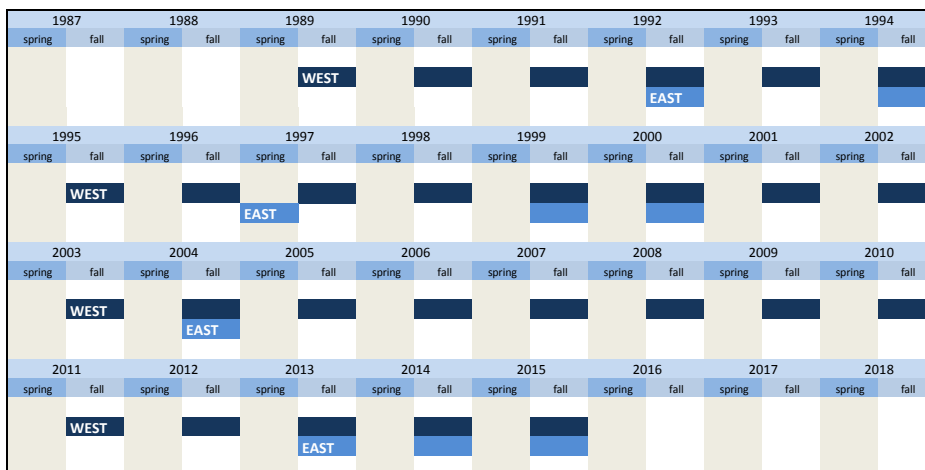 1987 1988 1989 1990 1991 1992 1993 1994
spring fall spring fall spring fall spring fall spring fall spring fall spring fall spring fall
WEST
EAST
1995 1996 1997 1998 1999 2000 2001 2002
spring fall spring fall spring fall spring fall spring fall spring fall spring fall spring fall
WEST
EAST
2003 2004 2005 2006 2007 2008 2009 2010
spring fall spring fall spring fall spring fall spring fall spring fall spring fall spring fall
WEST
EAST
2011 2012 2013 2014 2015 2016 2017 2018
spring fall spring fall spring fall spring fall spring fall spring fall spring fall spring fall
WEST
EAST